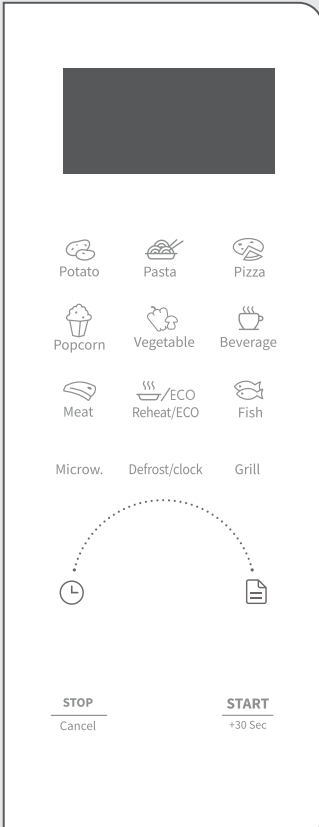 Potato Pasta Pizza
Popcorn Vegetable Beverage
/ECO
Meat Reheat/ECO Fish
Microw. Defrost/clock Grill
STOP START
Cancel +30 Sec